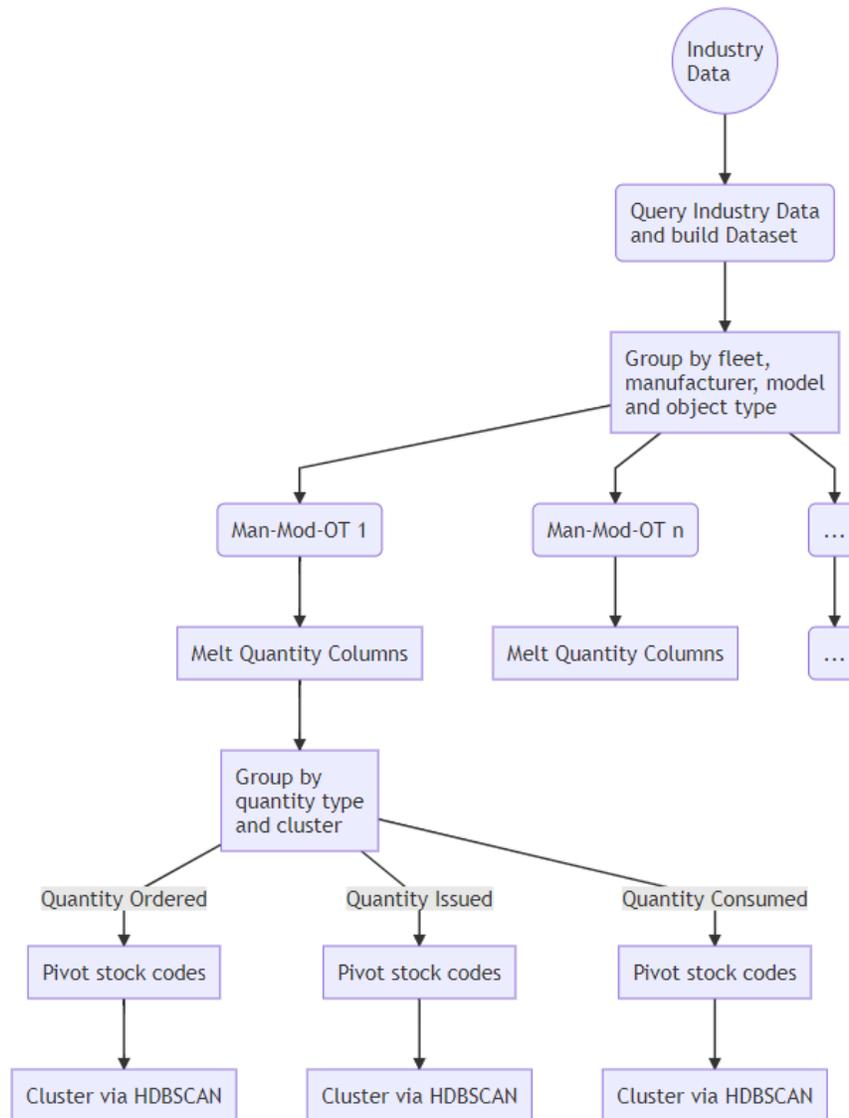 Industry
Data
Query Industry Data
and build Dataset
Group by fleet,
manufacturer, model
and object type
Man-Mod-OT 1
Man-Mod-OT n
...
Melt Quantity Columns
Melt Quantity Columns
...
Group by
quantity type
and cluster
Quantity Ordered
Quantity Issued
Quantity Consumed
Pivot stock codes
Pivot stock codes
Pivot stock codes
Cluster via HDBSCAN
Cluster via HDBSCAN
Cluster via HDBSCAN